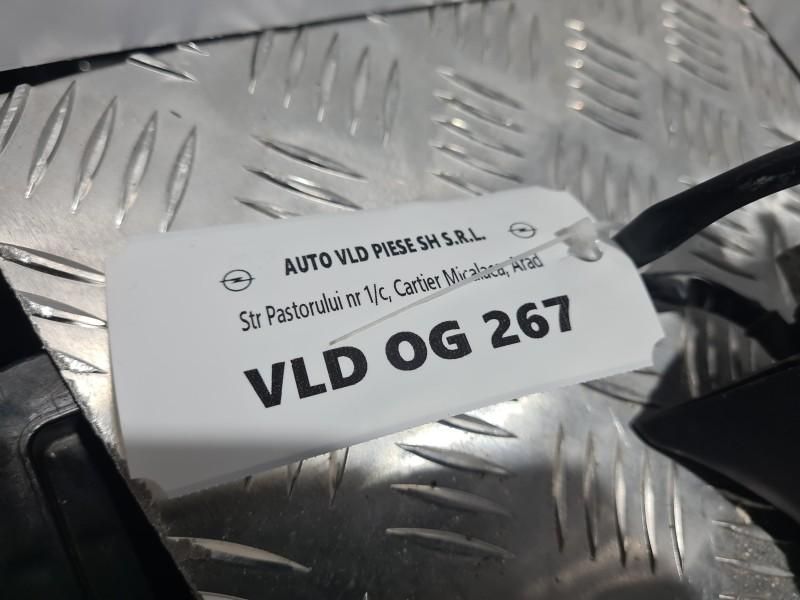 AUTO VLD PIESE SH S.R.L.
Str Pastorului nr 1/c, Cartier Micalaca, Arad
VLD OG 267